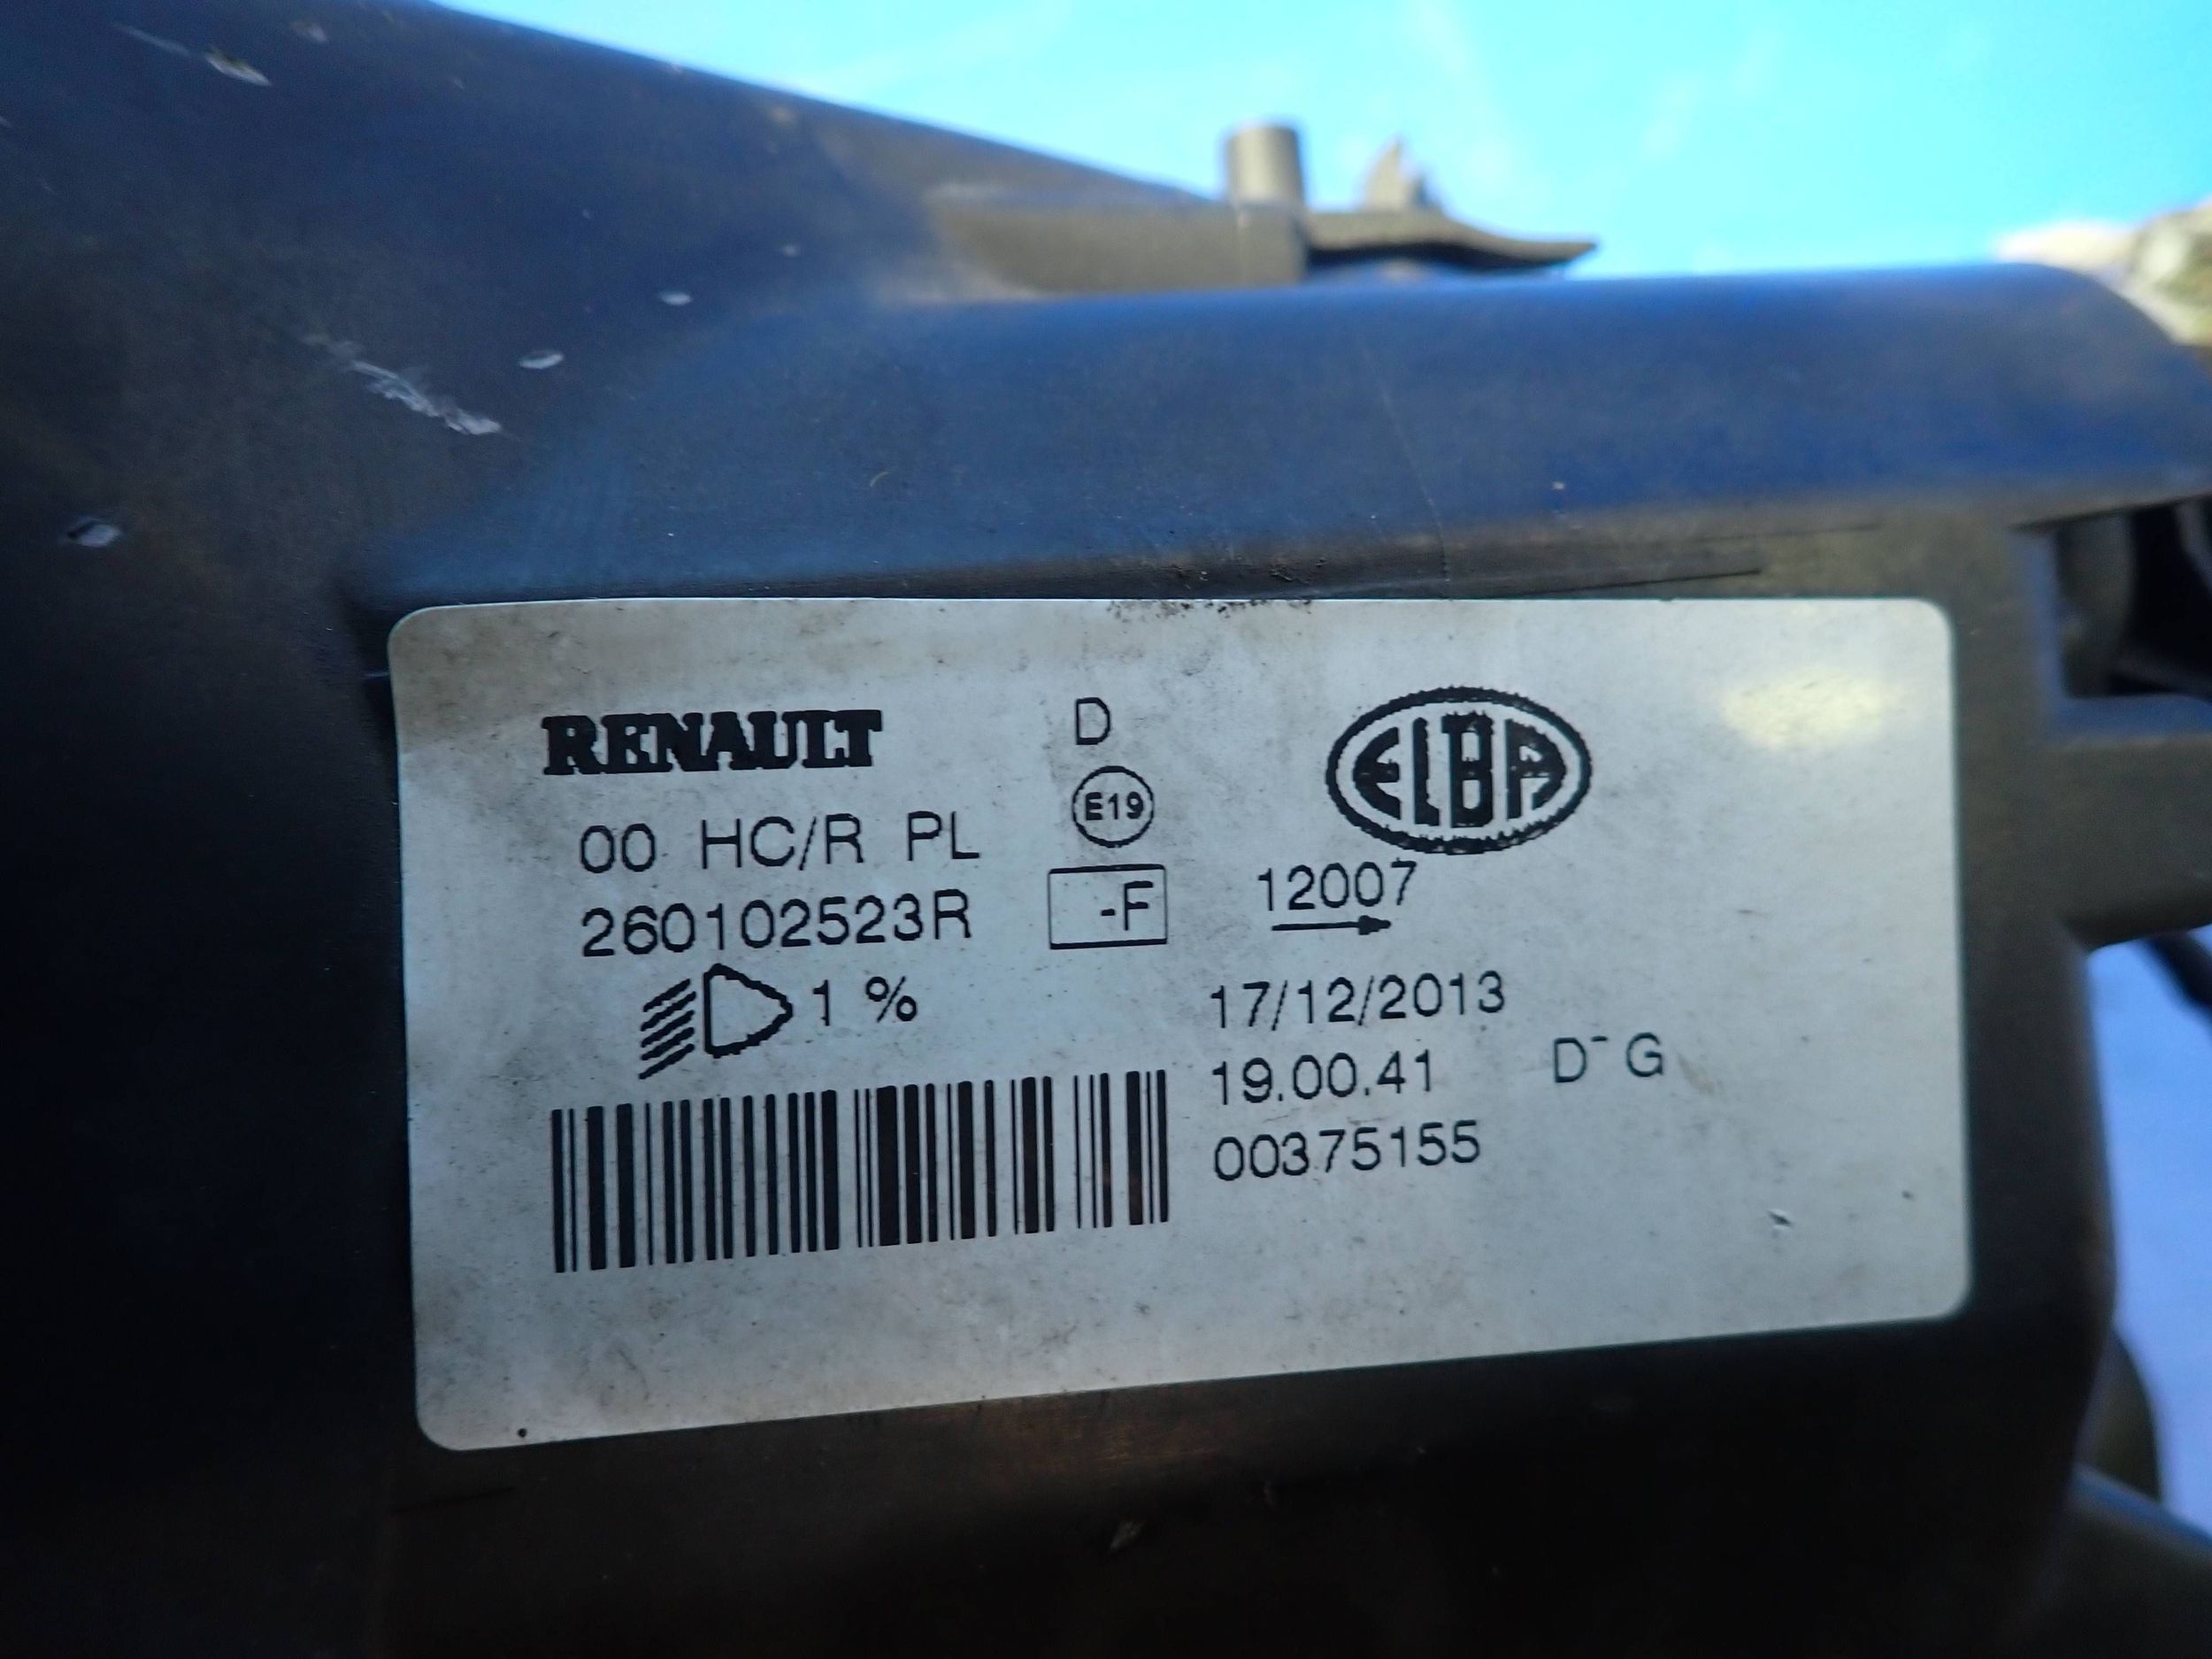 RENAULT
D
ELBA
E19
00 HC/R PL
260102523R
-F
12007
1 %
17/12/2013
19.00.41
D- G
00375155